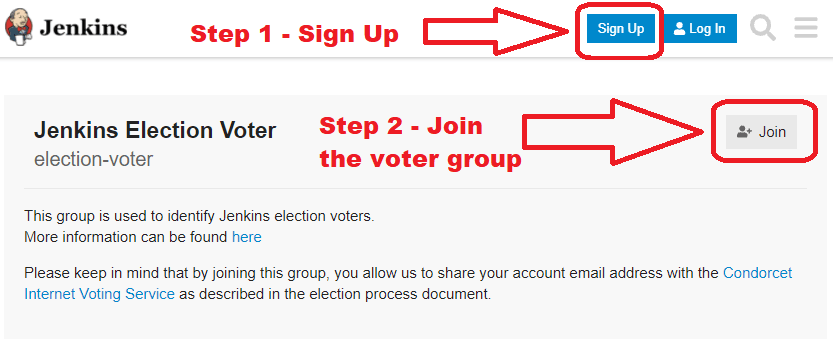 Jenkins
Step 1 - Sign Up
Sign Up
Log In
Jenkins Election Voter
election-voter
Step 2 - Join
the voter group
Join
This group is used to identify Jenkins election voters.
More information can be found here
Please keep in mind that by joining this group, you allow us to share your account email address with the Condorcet
Internet Voting Service as described in the election process document.